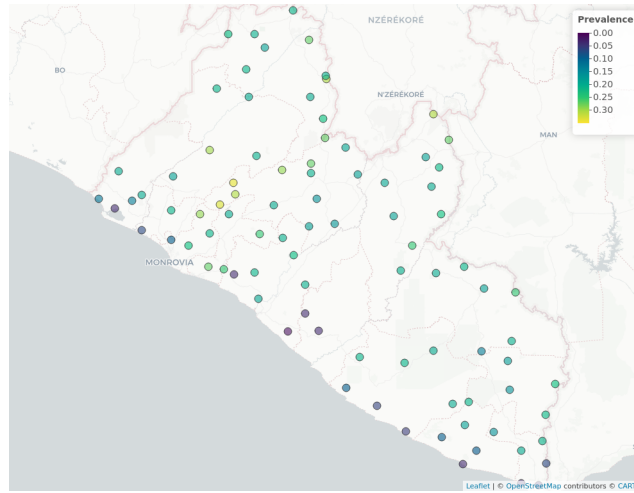 NZÉRÉKORÉ
Prevalence
0.00
0.05
0.10
0.15
0.20
0.25
0.30
BO
N'ZÉRÉKORÉ
MAN
MONROVIA
Leaflet | © OpenStreetMap contributors © CART